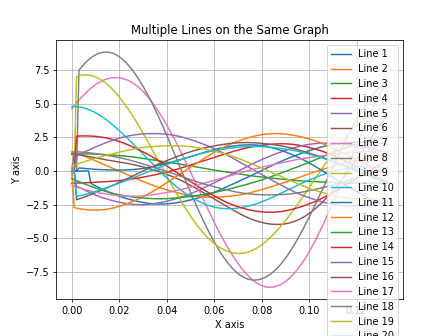 Multiple Lines on the Same Graph
Y axis
7.5
5.0
2.5
0.0
−2.5
−5.0
−7.5
0.00
0.02
0.04
0.06
0.08
0.10
X axis
Line 1
Line 2
Line 3
Line 4
Line 5
Line 6
Line 7
Line 8
Line 9
Line 10
Line 11
Line 12
Line 13
Line 14
Line 15
Line 16
Line 17
Line 18
Line 19
Line 20